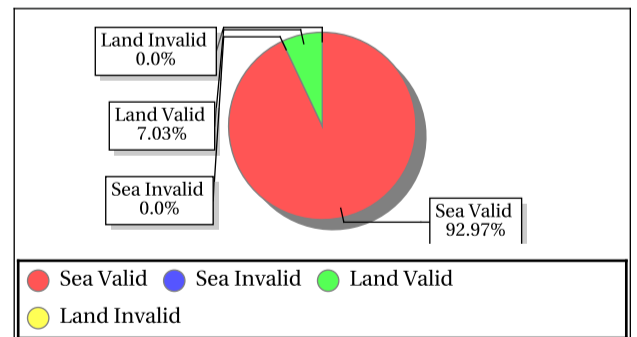 Land Invalid
0.0%
Land Valid
7.03%
Sea Invalid
0.0%
Sea Valid
92.97%
Sea Valid Sea Invalid Land Valid
Land Invalid